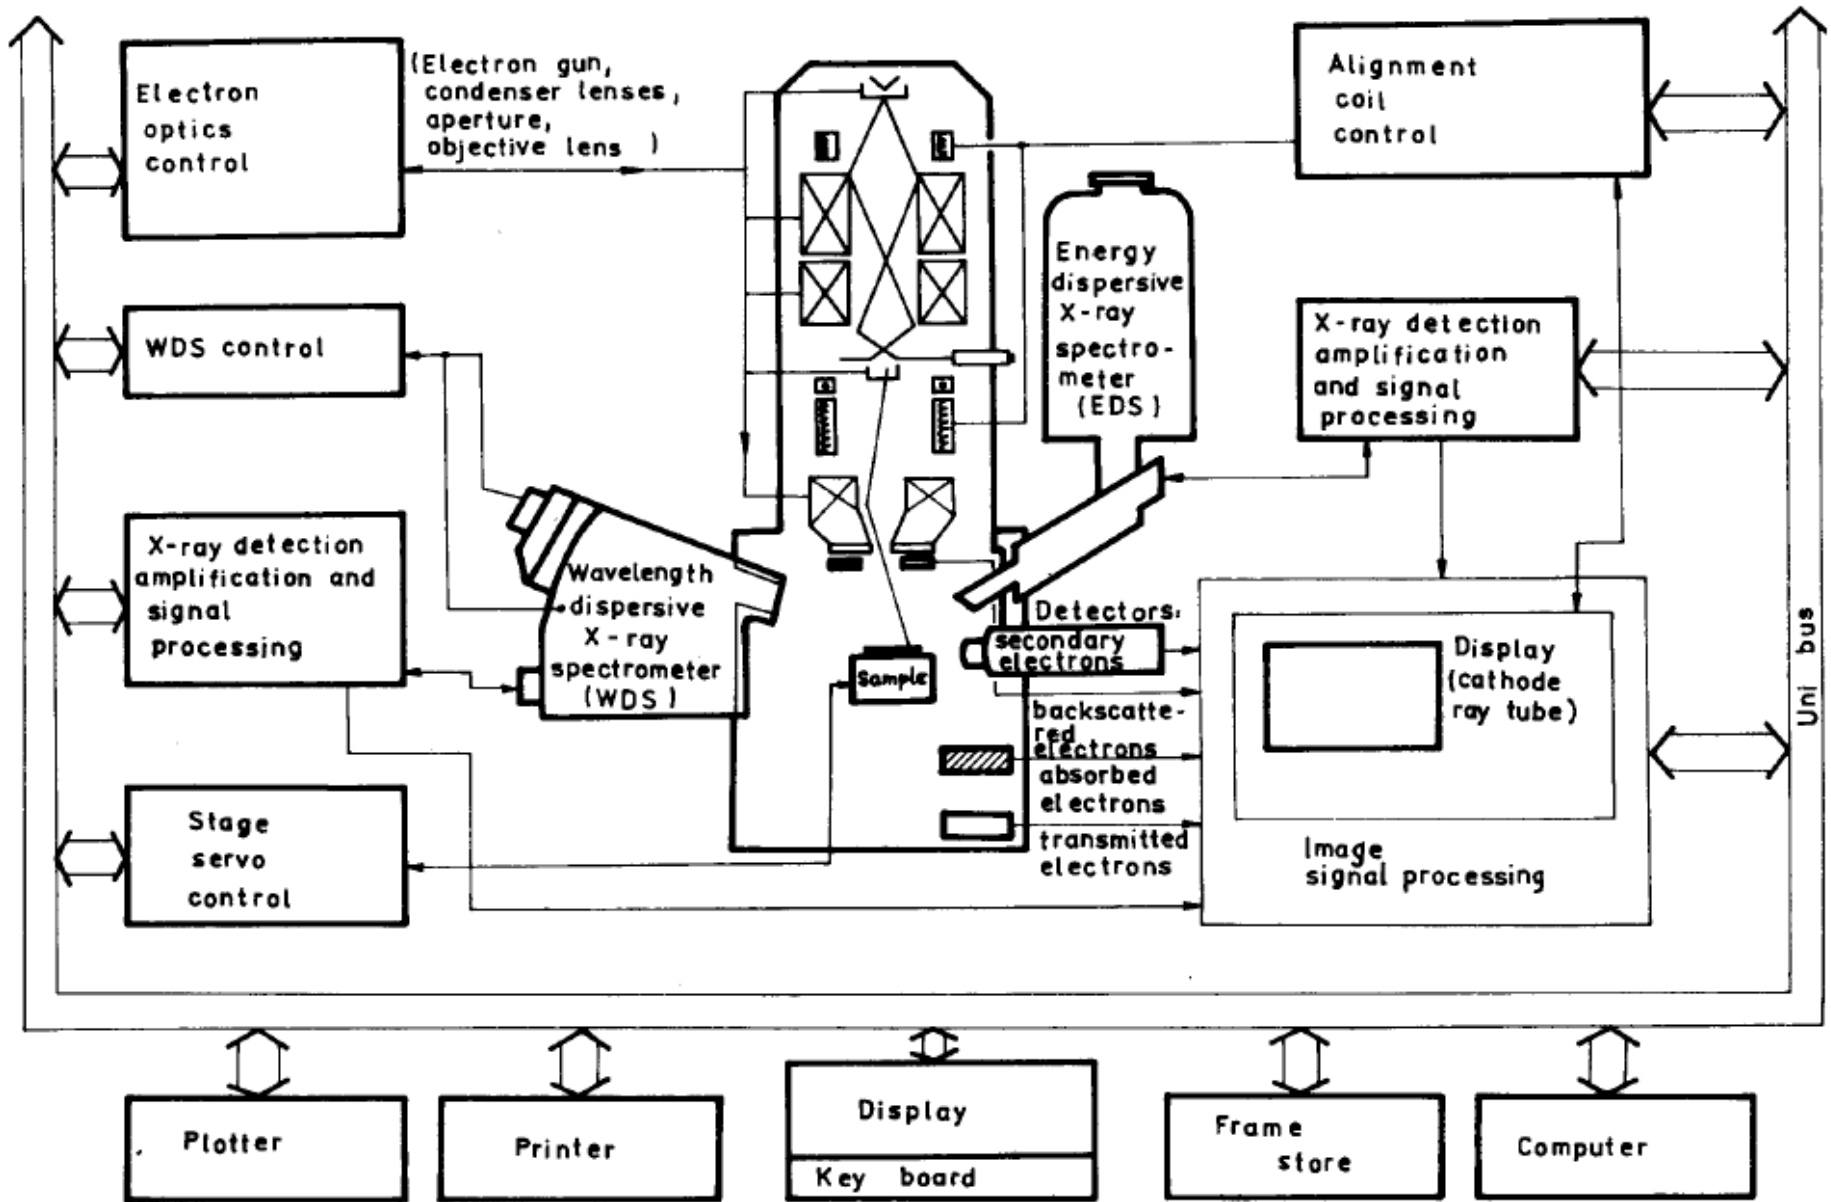 Electron
optics
control
(Electron gun,
condenser lenses,
aperture,
objective lens )
Alignment
coil
control
Energy
dispersive
X-ray
spectro-
meter
(EDS)
WDS control
X-ray detection
amplification
and signal
processing
X-ray detection
amplification and
signal
processing
Wavelength
dispersive
X-ray
spectrometer
(WDS)
Sample
Detectors:
secondary
electrons
backscatte-
red
electrons
absorbed
electrons
transmitted
electrons
Display
(cathode
ray tube)
Image
signal processing
Uni bus
Stage
servo
control
Plotter
Printer
Display
Key board
Frame
store
Computer